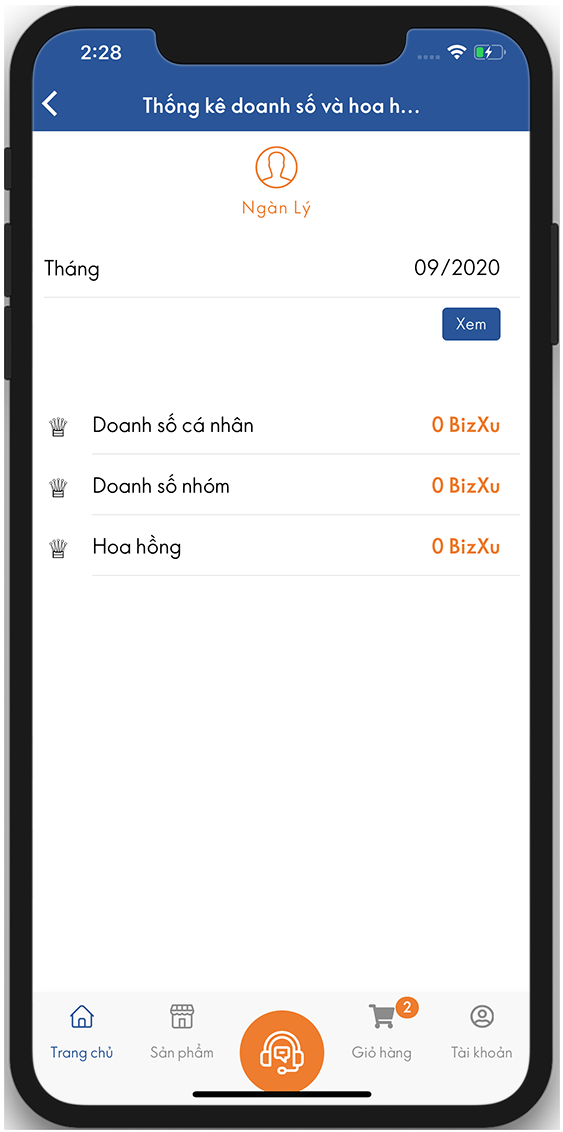 2:28
Thống kê doanh số và hoa h...
Ngàn Lý
Tháng 09/2020
Xem
Doanh số cá nhân 0 BizXu
Doanh số nhóm 0 BizXu
Hoa hồng 0 BizXu
2
Trang chủ Sản phẩm Giỏ hàng Tài khoản